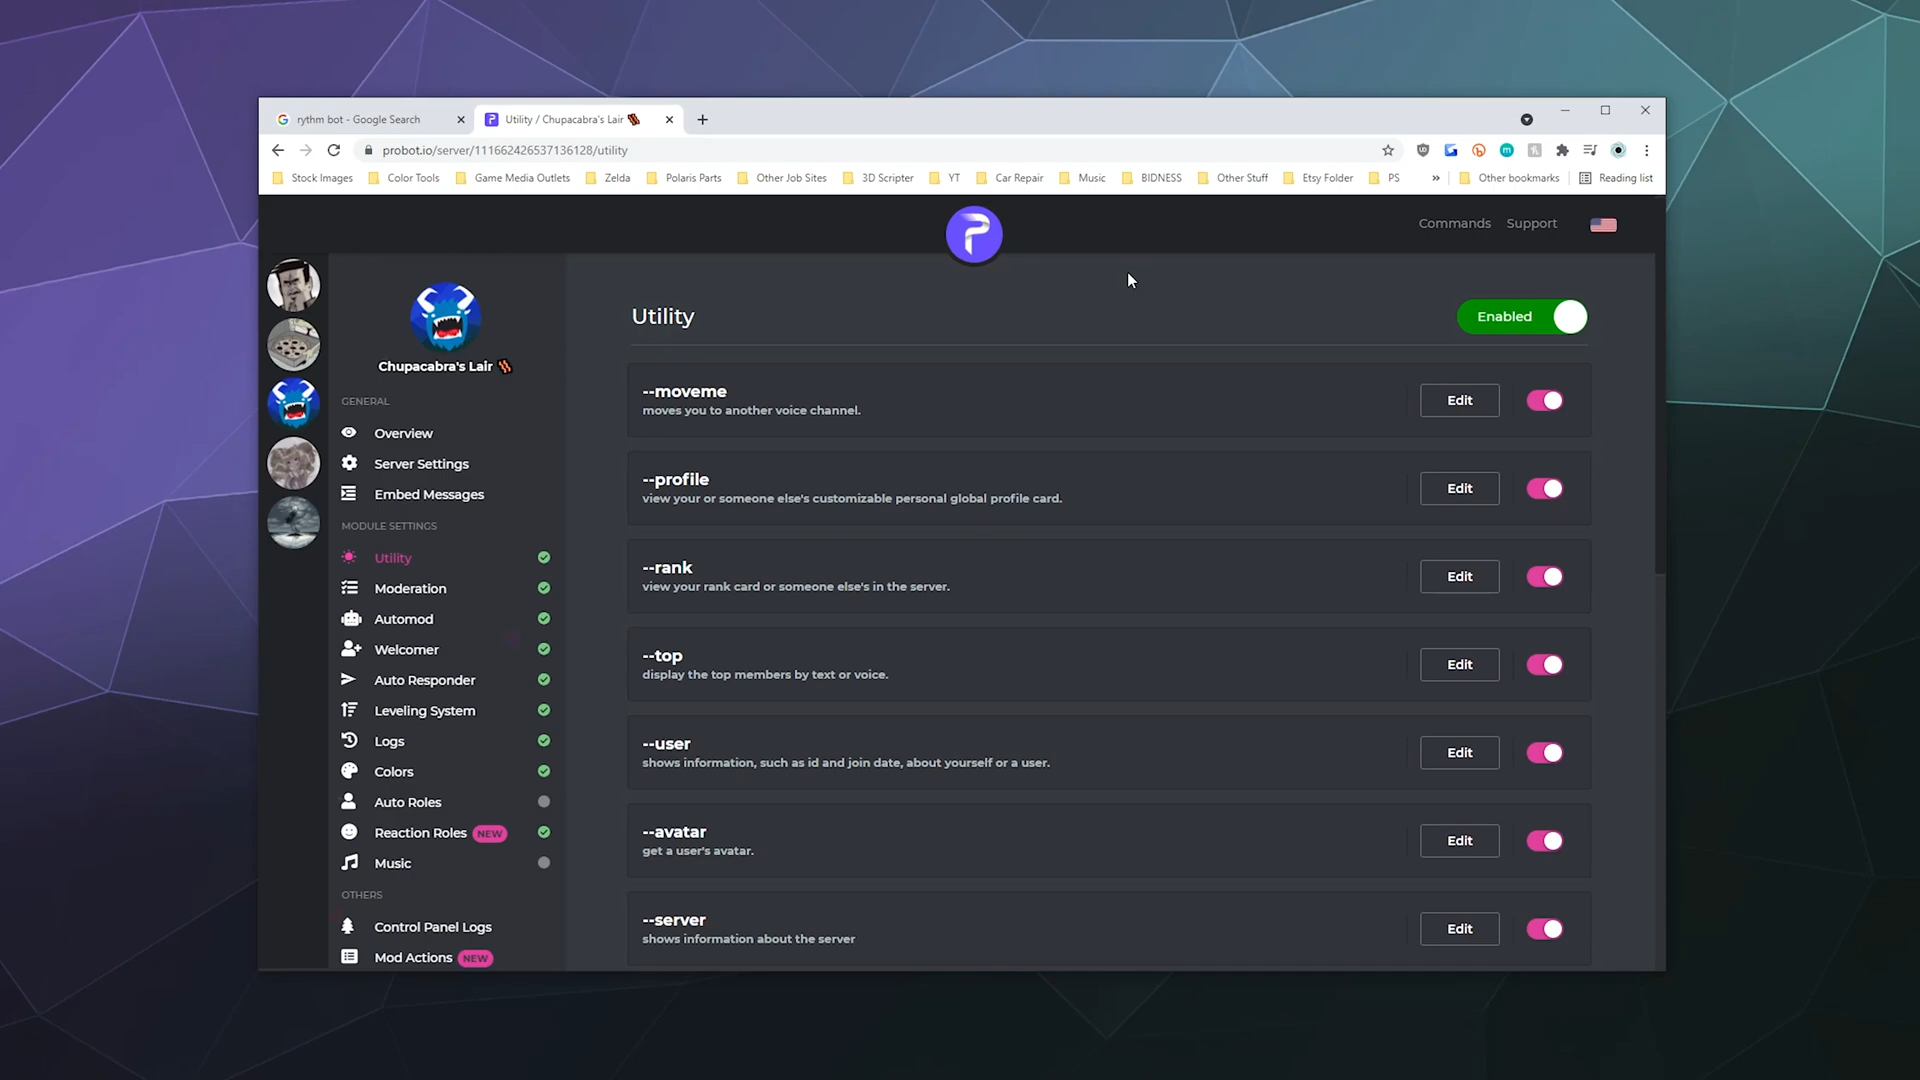 rythm bot - Google Search
Utility / Chupacabra's Lair
probot.io/server/111662426537136128/utility
Stock Images
Color Tools
Game Media Outlets
Zelda
Polaris Parts
Other Job Sites
3D Scripter
YT
Car Repair
Music
BIDNESS
Other Stuff
Etsy Folder
PS
»
Other bookmarks
Reading list
Commands
Support
Chupacabra's Lair
GENERAL
Overview
Server Settings
Embed Messages
MODULE SETTINGS
Utility
Moderation
Automod
Welcomer
Auto Responder
Leveling System
Logs
Colors
Auto Roles
Reaction Roles NEW
Music
OTHERS
Control Panel Logs
Mod Actions NEW
Utility
Enabled
--moveme
moves you to another voice channel.
Edit
--profile
view your or someone else's customizable personal global profile card.
Edit
--rank
view your rank card or someone else's in the server.
Edit
--top
display the top members by text or voice.
Edit
--user
shows information, such as id and join date, about yourself or a user.
Edit
--avatar
get a user's avatar.
Edit
--server
shows information about the server
Edit